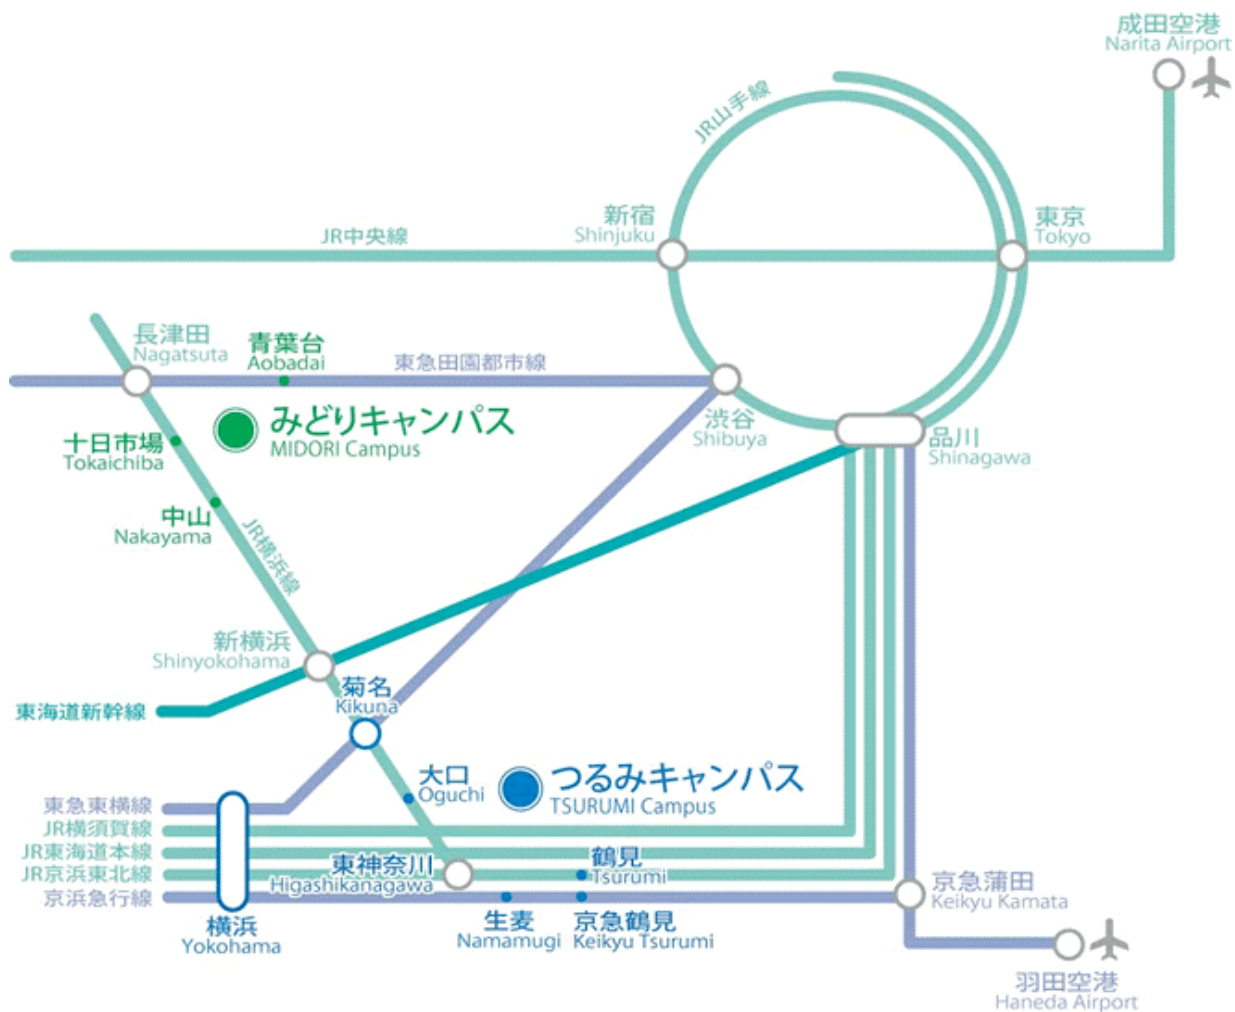 成田空港
Narita Airport
JR山手線
新宿
Shinjuku
東京
Tokyo
JR中央線
長津田
Nagatsuta
青葉台
Aobadai
東急田園都市線
渋谷
Shibuya
品川
Shinagawa
みどりキャンパス
MIDORI Campus
十日市場
Tokaichiba
中山
Nakayama
JR横浜線
新横浜
Shinyokohama
菊名
Kikuna
東海道新幹線
大口
Oguchi
つるみキャンパス
TSURUMI Campus
東急東横線
JR横須賀線
JR東海道本線
JR京浜東北線
京浜急行線
東神奈川
Higashikanagawa
鶴見
Tsurumi
横浜
Yokohama
生麦
Namamugi
京急鶴見
Keikyu Tsurumi
京急蒲田
Keikyu Kamata
羽田空港
Haneda Airport